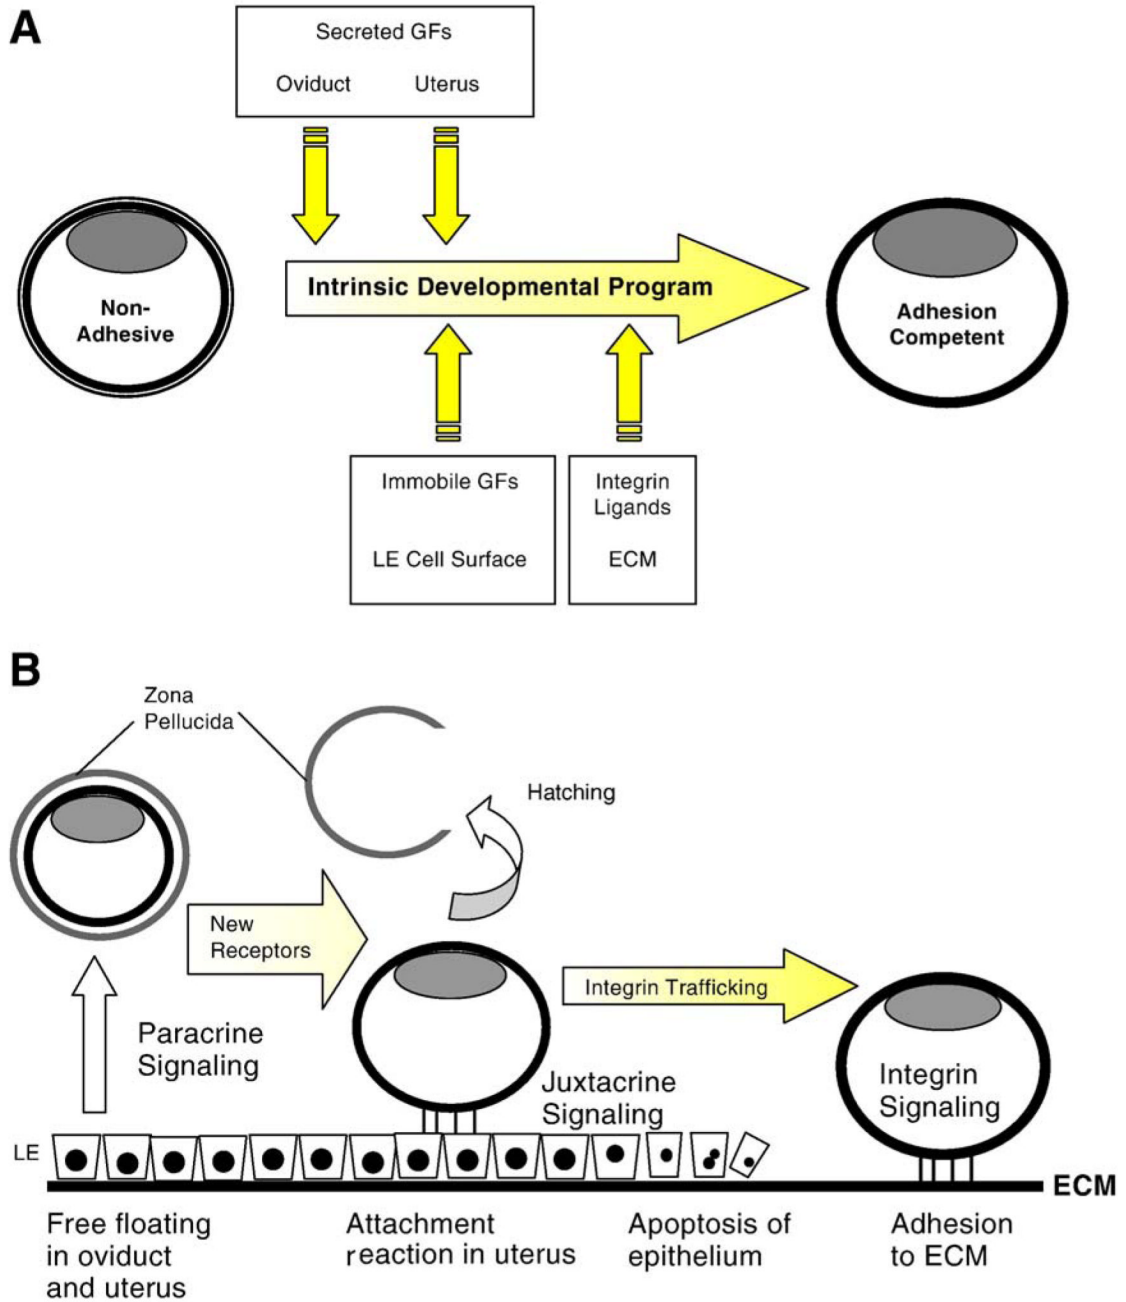 A
Secreted GFs
Oviduct Uterus
Non-
Adhesive
Intrinsic Developmental Program
Adhesion
Competent
Immobile GFs
LE Cell Surface
Integrin
Ligands
ECM
B
Zona
Pellucida
Hatching
New
Receptors
Integrin Trafficking
Paracrine
Signaling
Juxtacrine
Signaling
Integrin
Signaling
LE
ECM
Free floating
in oviduct
and uterus
Attachment
reaction in uterus
Apoptosis of
epithelium
Adhesion
to ECM